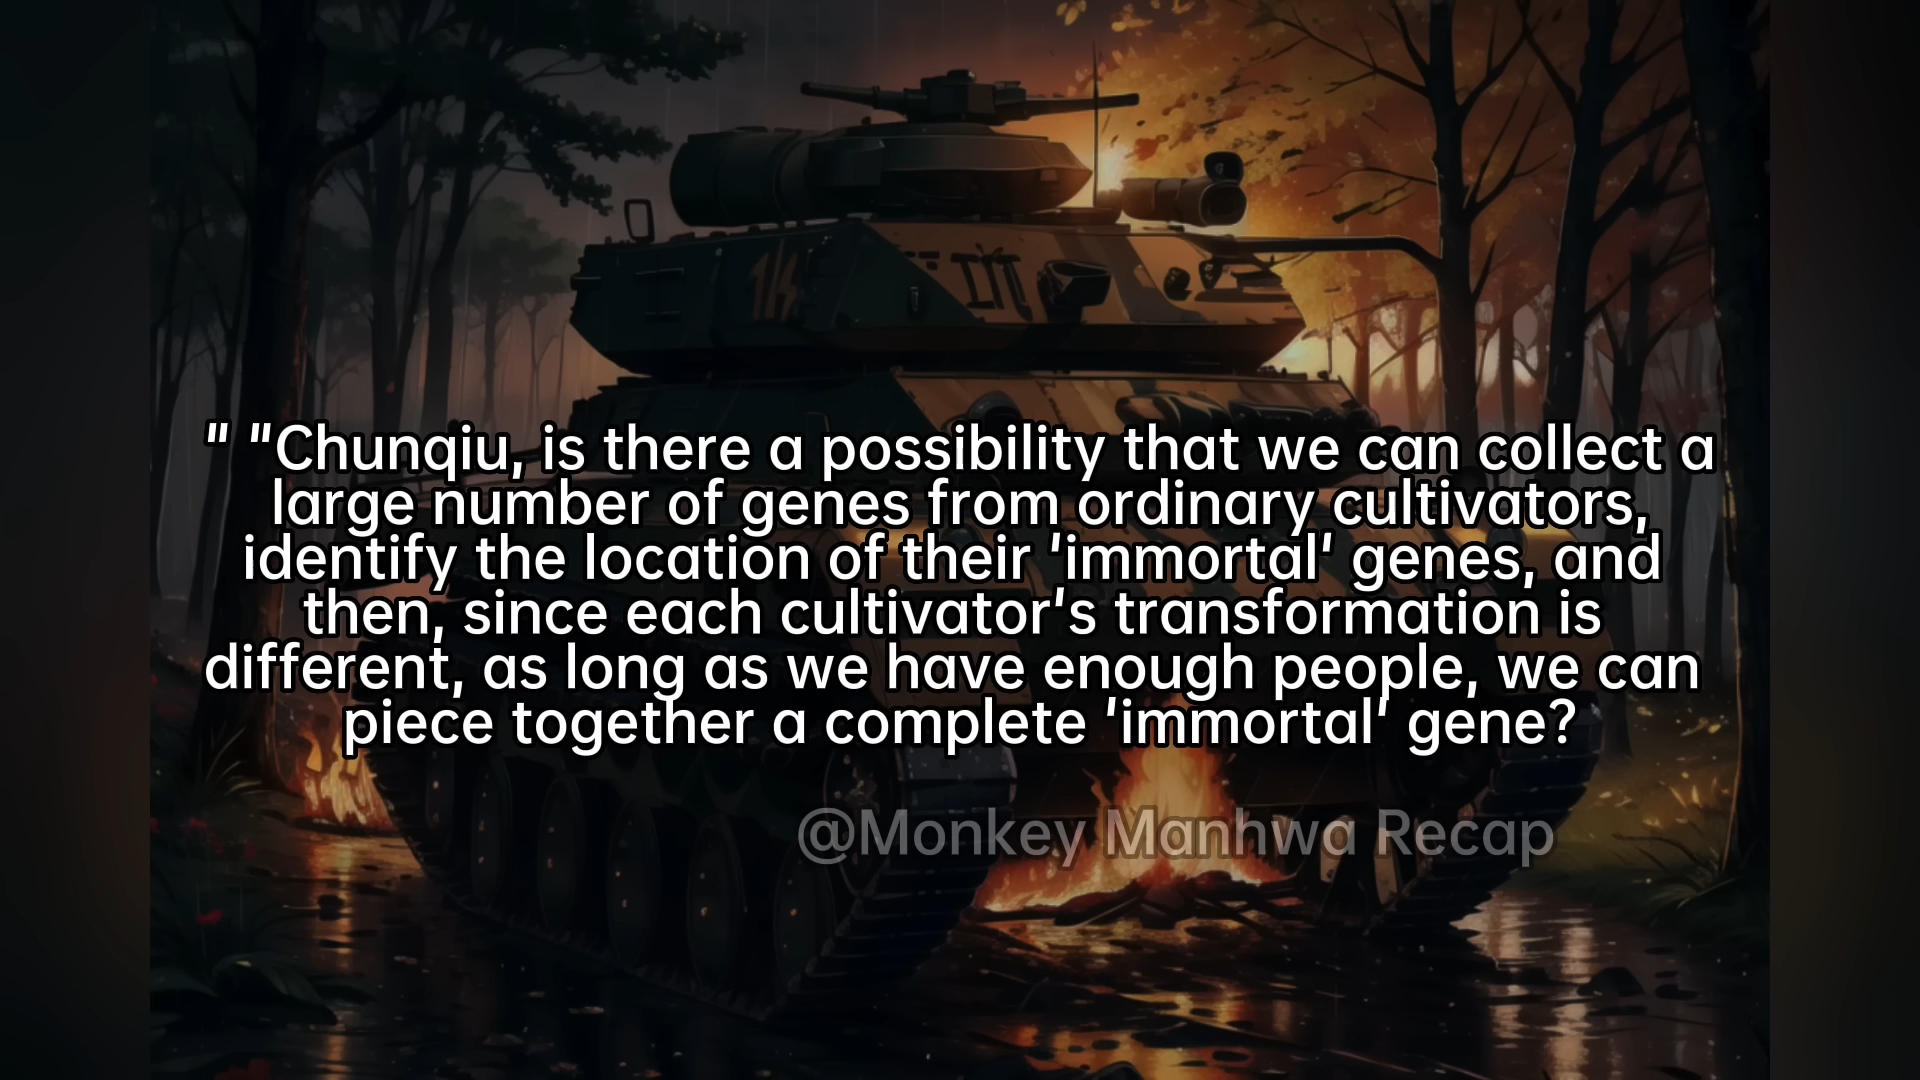 " "Chunqiu, is there a possibility that we can collect a
large number of genes from ordinary cultivators,
identify the location of their 'immortal' genes, and
then, since each cultivator's transformation is
different, as long as we have enough people, we can
piece together a complete 'immortal' gene?
@Monkey Manhwa Recap